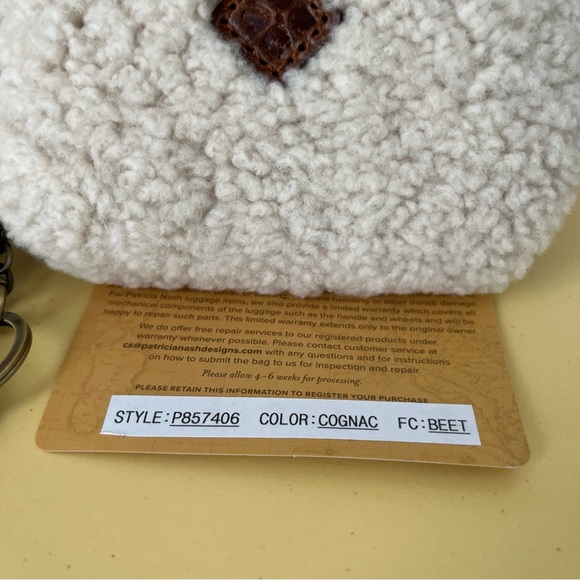 For Patricia Nash luggage items, we also provide a limited warranty which covers all
mechanical components of the luggage such as the handle and wheels and will be
happy to repair such parts. This limited warranty extends only to the original owner
We do offer free repair services to our registered products under
warranty whenever possible. Please contact customer service at
cs@patricianashdesigns.com with any questions and for instructions
on how to submit the bag to us for inspection and repair.
Please allow 4–6 weeks for processing.
PLEASE RETAIN THIS INFORMATION TO REGISTER YOUR PURCHASE
STYLE:P857406 COLOR:COGNAC FC:BEET